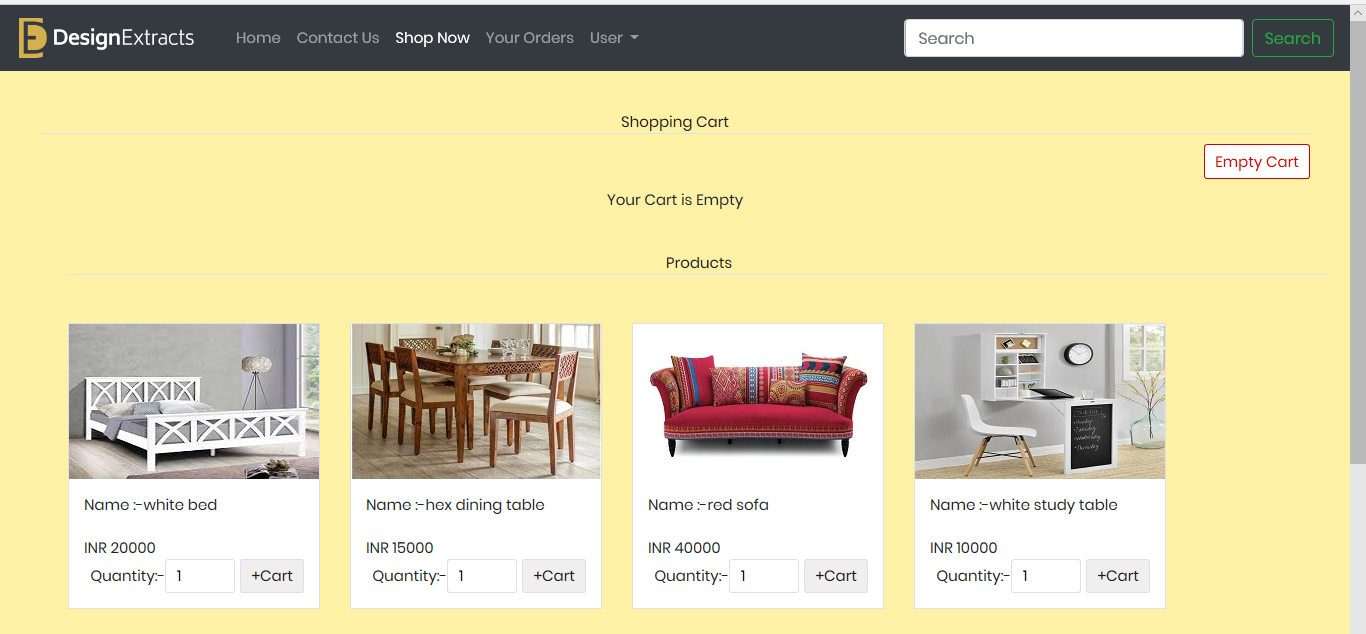 DesignExtracts Home Contact Us Shop Now Your Orders User Search Search
Shopping Cart
Empty Cart
Your Cart is Empty
Products
Name :-white bed
INR 20000
Quantity:- 1 +Cart
Name :-hex dining table
INR 15000
Quantity:- 1 +Cart
Name :-red sofa
INR 40000
Quantity:- 1 +Cart
Name :-white study table
INR 10000
Quantity:- 1 +Cart